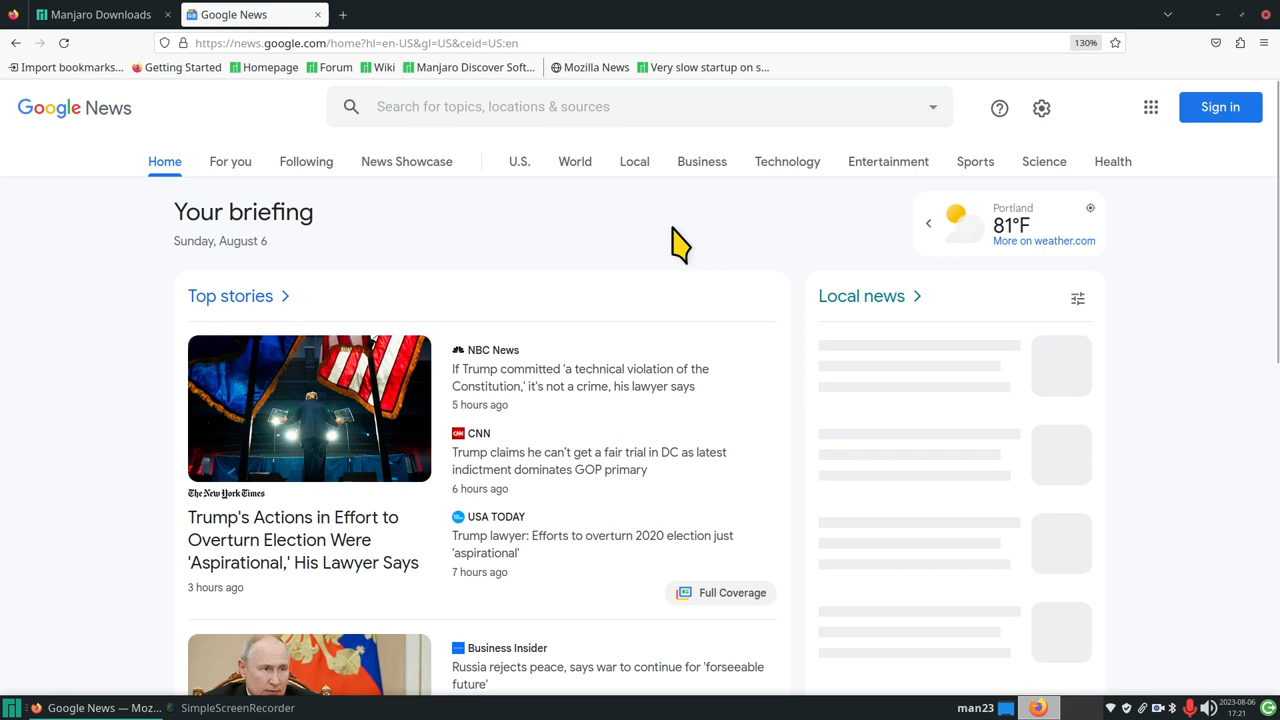 Manjaro Downloads
Google News
https://news.google.com/home?hl=en-US&gl=US&ceid=US:en
130%
Import bookmarks...
Getting Started
Homepage
Forum
Wiki
Manjaro Discover Soft...
Mozilla News
Very slow startup on s...
Google News
Search for topics, locations & sources
Sign in
Home
For you
Following
News Showcase
U.S.
World
Local
Business
Technology
Entertainment
Sports
Science
Health
Your briefing
Sunday, August 6
Portland
81°F
More on weather.com
Top stories
The New York Times
Trump's Actions in Effort to
Overturn Election Were
'Aspirational,' His Lawyer Says
3 hours ago
NBC News
If Trump committed 'a technical violation of the
Constitution,' it's not a crime, his lawyer says
5 hours ago
CNN
Trump claims he can't get a fair trial in DC as latest
indictment dominates GOP primary
6 hours ago
USA TODAY
Trump lawyer: Efforts to overturn 2020 election just
'aspirational'
7 hours ago
Full Coverage
Business Insider
Russia rejects peace, says war to continue for 'forseeable
future'
Local news
Google News — Moz...
SimpleScreenRecorder
man23
2023-08-06
17:21